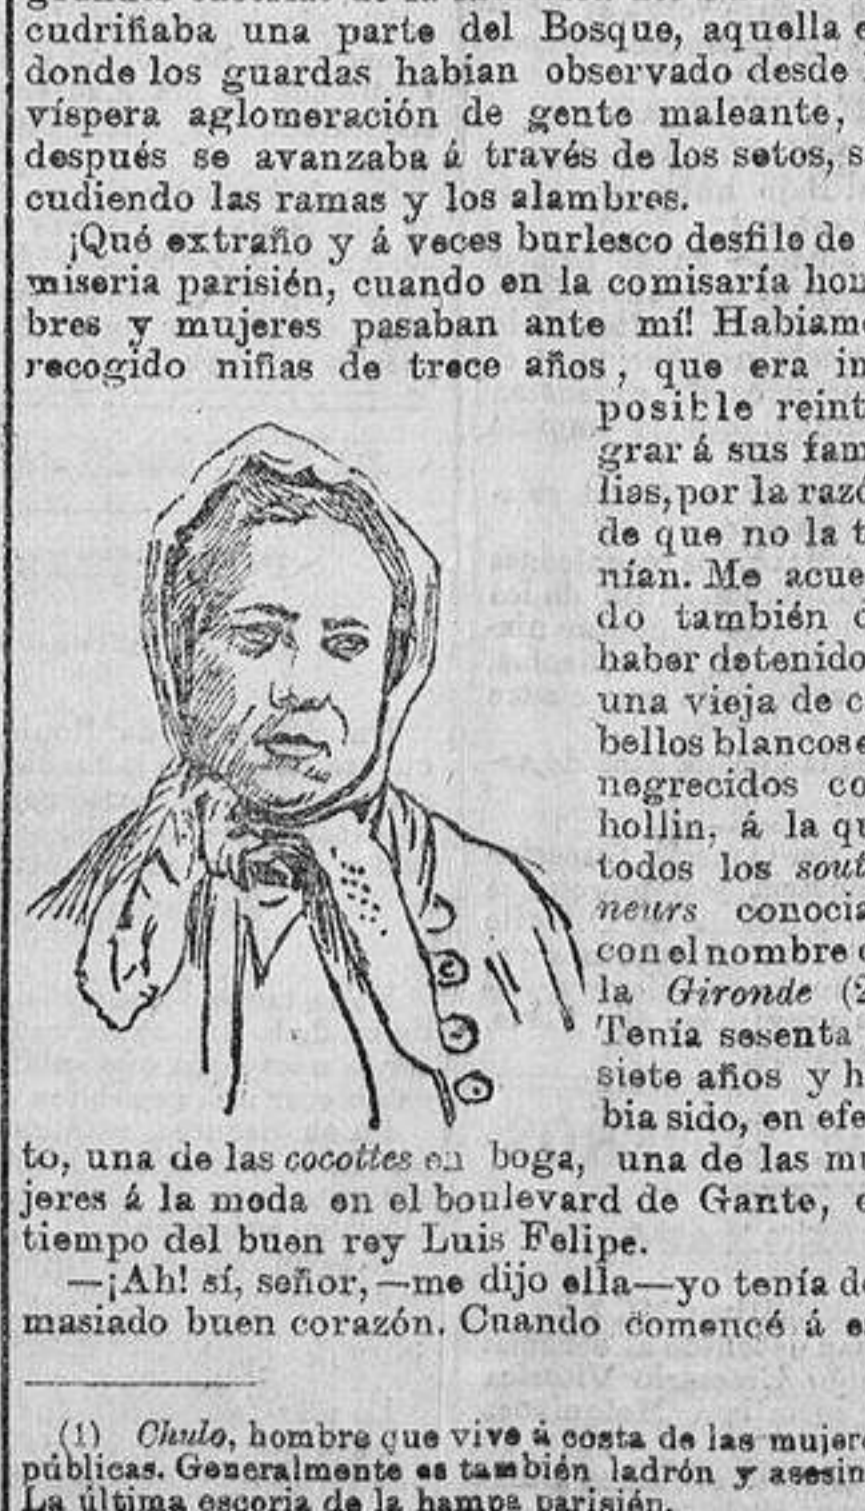 cudriñaba una parte del Bosque, aquella
donde los guardas habian observado desde
víspera aglomeración de gente maleante,
después se avanzaba á través de los setos, s
cudiendo las ramas y los alambres.
¡Qué extraño y á veces burlesco desfile de
miseria parisién, cuando en la comisaría hom
bres y mujeres pasaban ante mí! Habiamo
recogido niñas de trece años, que era im
posible reint
grar á sus fam
lias, por la razó
de que no la t
nían. Me acue
do también d
haber detenido
una vieja de c
bellos blancos e
negrecidos co
hollin, á la qu
todos los sout
neurs conocia
con el nombre d
la Gironde (2
Tenía sesenta
siete años y h
bia sido, en efe
to, una de las cocottes en boga, una de las mu
jeres á la moda en el boulevard de Gante, e
tiempo del buen rey Luis Felipe.
—¡Ah! sí, señor,—me dijo ella—yo tenía de
masiado buen corazón. Cuando comencé á e
(1) Chulo, hombre que vive á costa de las mujere
públicas. Generalmente es también ladrón y asesin
La última escoria de la hampa parisién.